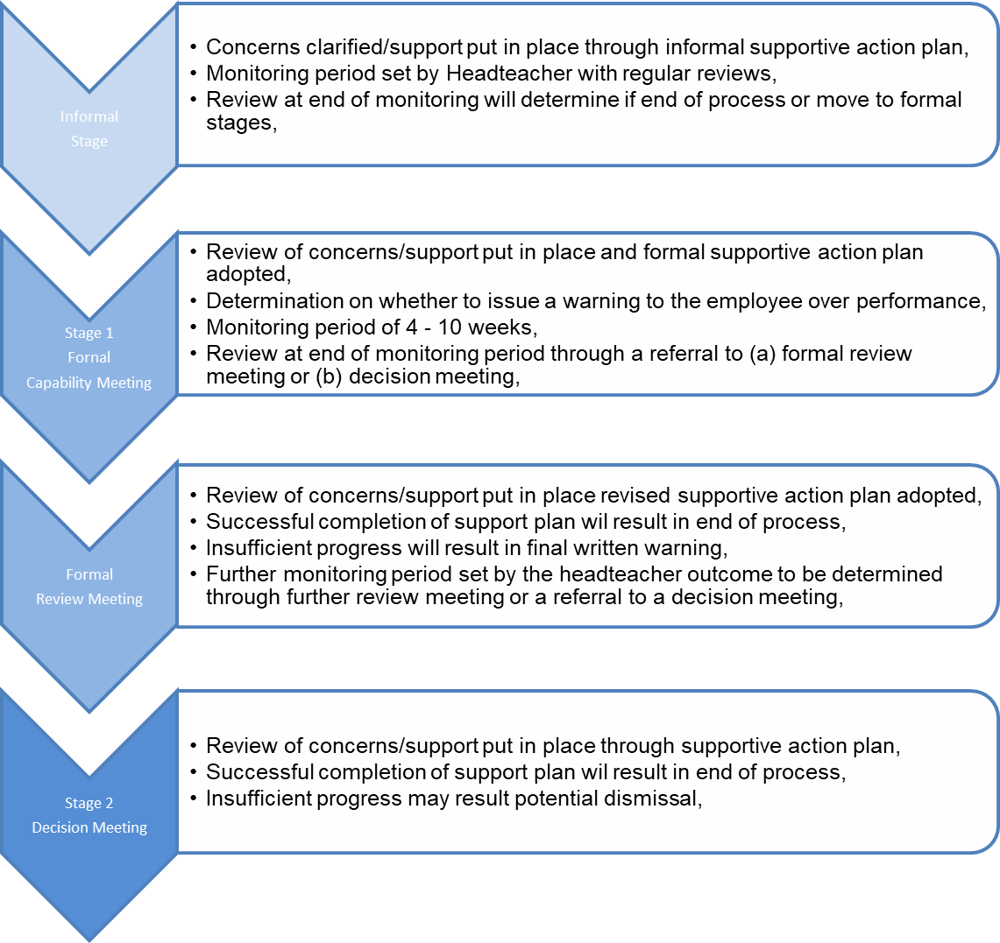 Informal
Stage
• Concerns clarified/support put in place through informal supportive action plan,
• Monitoring period set by Headteacher with regular reviews,
• Review at end of monitoring will determine if end of process or move to formal
stages,
Stage 1
Fornal
Capability Meeting
• Review of concerns/support put in place and formal supportive action plan
adopted,
• Determination on whether to issue a warning to the employee over performance,
• Monitoring period of 4 - 10 weeks,
• Review at end of monitoring period through a referral to (a) formal review
meeting or (b) decision meeting,
Formal
Review Meeting
• Review of concerns/support put in place revised supportive action plan adopted,
• Successful completion of support plan wil result in end of process,
• Insufficient progress will result in final written warning,
• Further monitoring period set by the headteacher outcome to be determined
through further review meeting or a referral to a decision meeting,
Stage 2
Decision Meeting
• Review of concerns/support put in place through supportive action plan,
• Successful completion of support plan wil result in end of process,
• Insufficient progress may result potential dismissal,